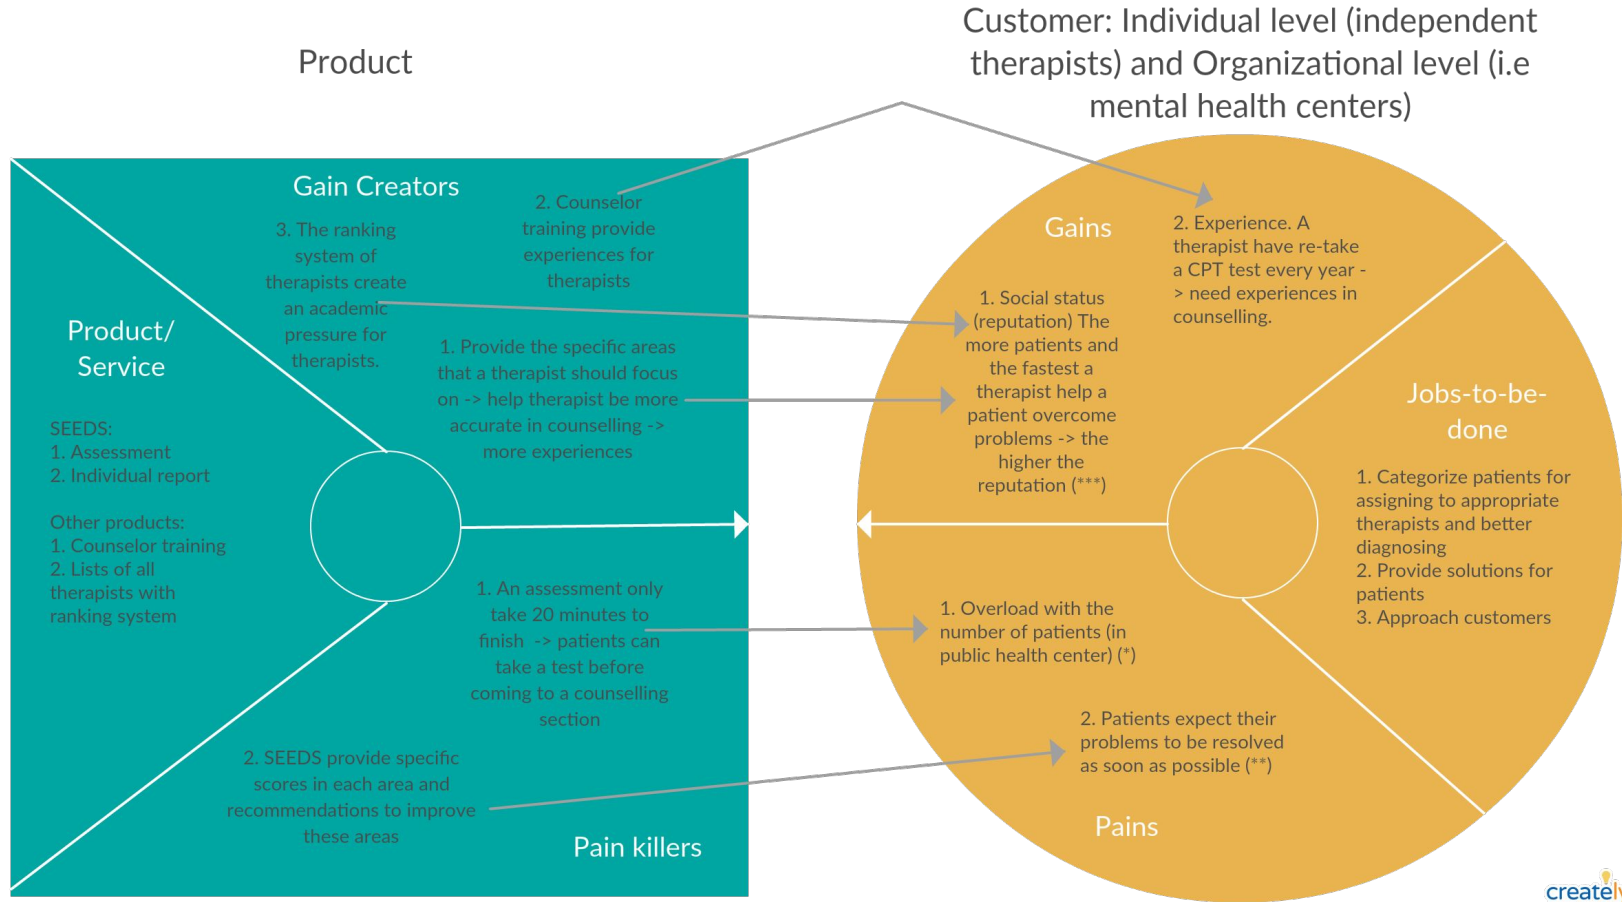 Product
Customer: Individual level (independent
therapists) and Organizational level (i.e
mental health centers)
Gain Creators
3. The ranking
system of
therapists create
an academic
pressure for
therapists.
2. Counselor
training provide
experiences for
therapists
1. Provide the specific areas
that a therapist should focus
on -> help therapist be more
accurate in counselling ->
more experiences
Product/
Service
SEEDS:
1. Assessment
2. Individual report
Other products:
1. Counselor training
2. Lists of all
therapists with
ranking system
1. An assessment only
take 20 minutes to
finish -> patients can
take a test before
coming to a counselling
section
2. SEEDS provide specific
scores in each area and
recommendations to improve
these areas
Pain killers
Gains
2. Experience. A
therapist have re-take
a CPT test every year -
> need experiences in
counselling.
1. Social status
(reputation) The
more patients and
the fastest a
therapist help a
patient overcome
problems -> the
higher the
reputation (***)
Jobs-to-be-
done
1. Categorize patients for
assigning to appropriate
therapists and better
diagnosing
2. Provide solutions for
patients
3. Approach customers
1. Overload with the
number of patients (in
public health center) (*)
2. Patients expect their
problems to be resolved
as soon as possible (**)
Pains
creately